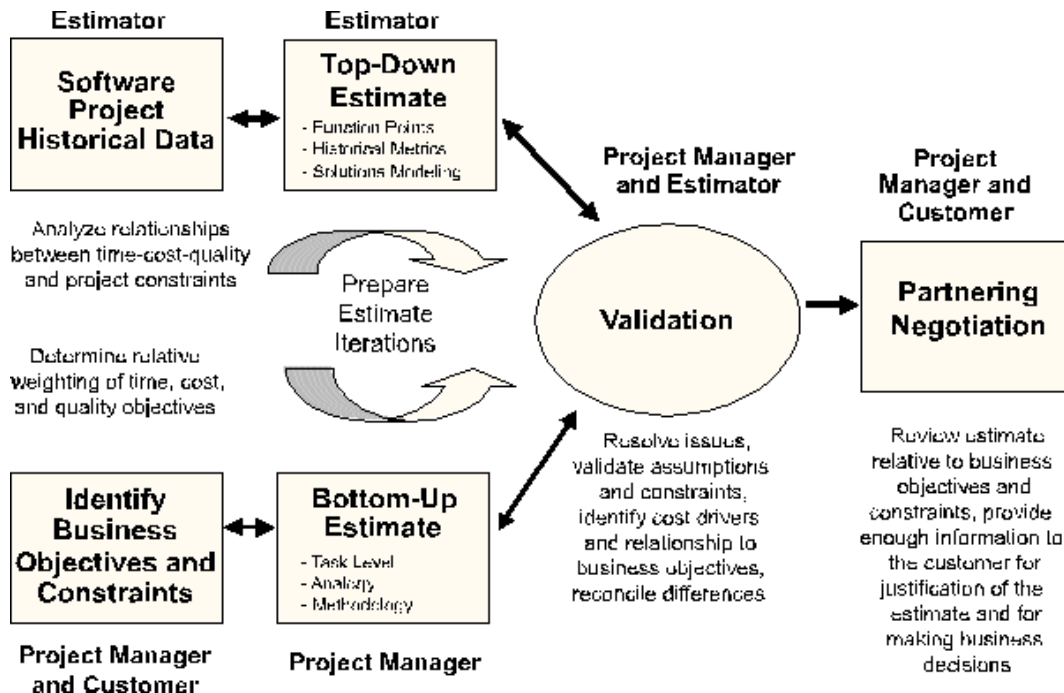 Estimator
Software
Project
Historical Data
Analyze relationships
between time-cost-quality
and project constraints
Determine relative
weighting of time, cost,
and quality objectives
Identify
Business
Objectives and
Constraints
Project Manager
and Customer
Estimator
Top-Down
Estimate
- Function Points
- Historical Metrics
- Solutions Modeling
Prepare
Estimate
Iterations
Bottom-Up
Estimate
- Task Level
- Analogy
- Methodology
Project Manager
Project Manager
and Estimator
Validation
Resolve issues,
validate assumptions
and constraints,
identify cost drivers
and relationship to
business objectives,
reconcile differences
Project
Manager and
Customer
Partnering
Negotiation
Review estimate
relative to business
objectives and
constraints, provide
enough information to
the customer for
justification of the
estimate and for
making business
decisions